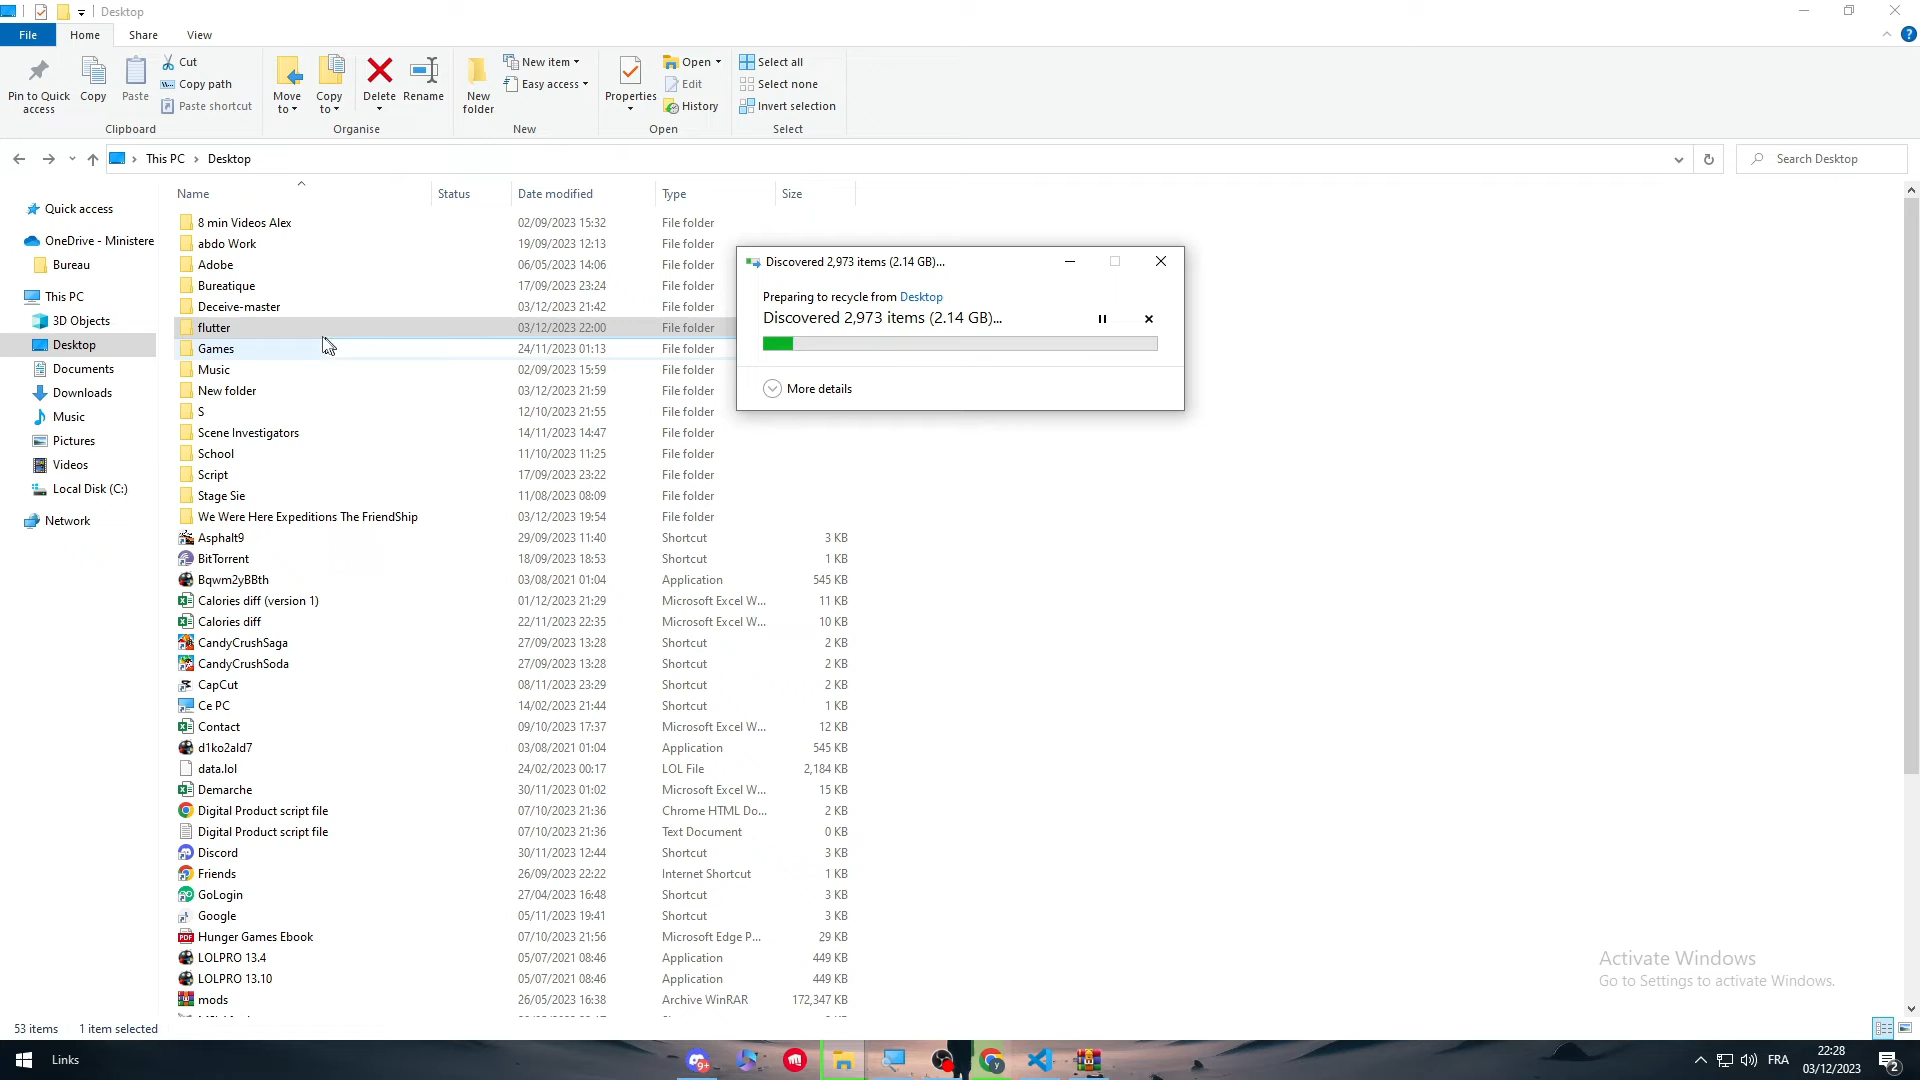 Desktop
File Home Share View
Pin to Quick access
Copy
Paste
Cut
Copy path
Paste shortcut
Clipboard
Move to
Copy to
Delete
Rename
Organise
New folder
New item
Easy access
New
Properties
Open
Edit
History
Open
Select all
Select none
Invert selection
Select
This PC > Desktop
Search Desktop
Quick access
OneDrive - Ministere
Bureau
This PC
3D Objects
Desktop
Documents
Downloads
Music
Pictures
Videos
Local Disk (C:)
Network
Name Status Date modified Type Size
8 min Videos Alex 02/09/2023 15:32 File folder
abdo Work 19/09/2023 12:13 File folder
Adobe 06/05/2023 14:06 File folder
Bureatique 17/09/2023 23:24 File folder
Deceive-master 03/12/2023 21:42 File folder
flutter 03/12/2023 22:00 File folder
Games 24/11/2023 01:13 File folder
Music 02/09/2023 15:59 File folder
New folder 03/12/2023 21:59 File folder
S 12/10/2023 21:55 File folder
Scene Investigators 14/11/2023 14:47 File folder
School 11/10/2023 11:25 File folder
Script 17/09/2023 23:22 File folder
Stage Sie 11/08/2023 08:09 File folder
We Were Here Expeditions The FriendShip 03/12/2023 19:54 File folder
Asphalt9 29/09/2023 11:40 Shortcut 3 KB
BitTorrent 18/09/2023 18:53 Shortcut 1 KB
Bqwm2yBBth 03/08/2021 01:04 Application 545 KB
Calories diff (version 1) 01/12/2023 21:29 Microsoft Excel W... 11 KB
Calories diff 22/11/2023 22:35 Microsoft Excel W... 10 KB
CandyCrushSaga 27/09/2023 13:28 Shortcut 2 KB
CandyCrushSoda 27/09/2023 13:28 Shortcut 2 KB
CapCut 08/11/2023 23:29 Shortcut 2 KB
Ce PC 14/02/2023 21:44 Shortcut 1 KB
Contact 09/10/2023 17:37 Microsoft Excel W... 12 KB
d1ko2ald7 03/08/2021 01:04 Application 545 KB
data.lol 24/02/2023 00:17 LOL File 2,184 KB
Demarche 30/11/2023 01:02 Microsoft Excel W... 15 KB
Digital Product script file 07/10/2023 21:36 Chrome HTML Do... 2 KB
Digital Product script file 07/10/2023 21:36 Text Document 0 KB
Discord 30/11/2023 12:44 Shortcut 3 KB
Friends 26/09/2023 22:22 Internet Shortcut 1 KB
GoLogin 27/04/2023 16:48 Shortcut 3 KB
Google 05/11/2023 19:41 Shortcut 3 KB
Hunger Games Ebook 07/10/2023 21:56 Microsoft Edge P... 29 KB
LOLPRO 13.4 05/07/2021 08:46 Application 449 KB
LOLPRO 13.10 05/07/2021 08:46 Application 449 KB
mods 26/05/2023 16:38 Archive WinRAR 172,347 KB
Discovered 2,973 items (2.14 GB)...
Preparing to recycle from Desktop
Discovered 2,973 items (2.14 GB)...
More details
Activate Windows
Go to Settings to activate Windows.
53 items 1 item selected
Links
FRA
22:28
03/12/2023
2